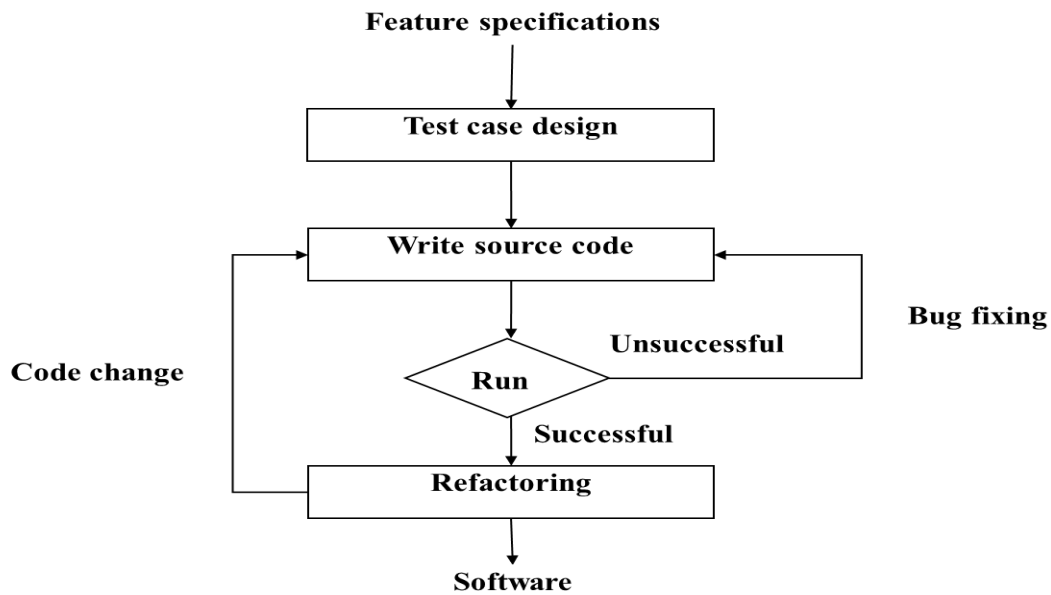 Feature specifications
Test case design
Write source code
Bug fixing
Unsuccessful
Code change
Run
Successful
Refactoring
Software